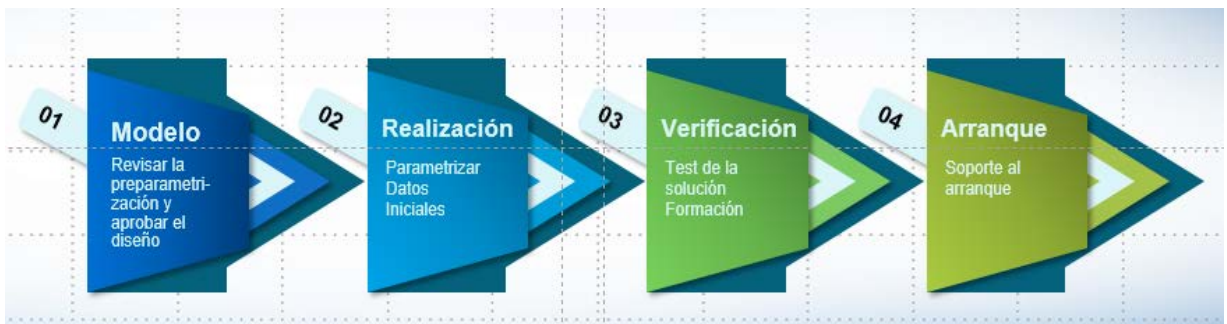 01
Modelo
Revisar la
preparametri-
zación y
aprobar el
diseño
02
Realización
Parametrizar
Datos
Iniciales
03
Verificación
Test de la
solución
Formación
04
Arranque
Soporte al
arranque